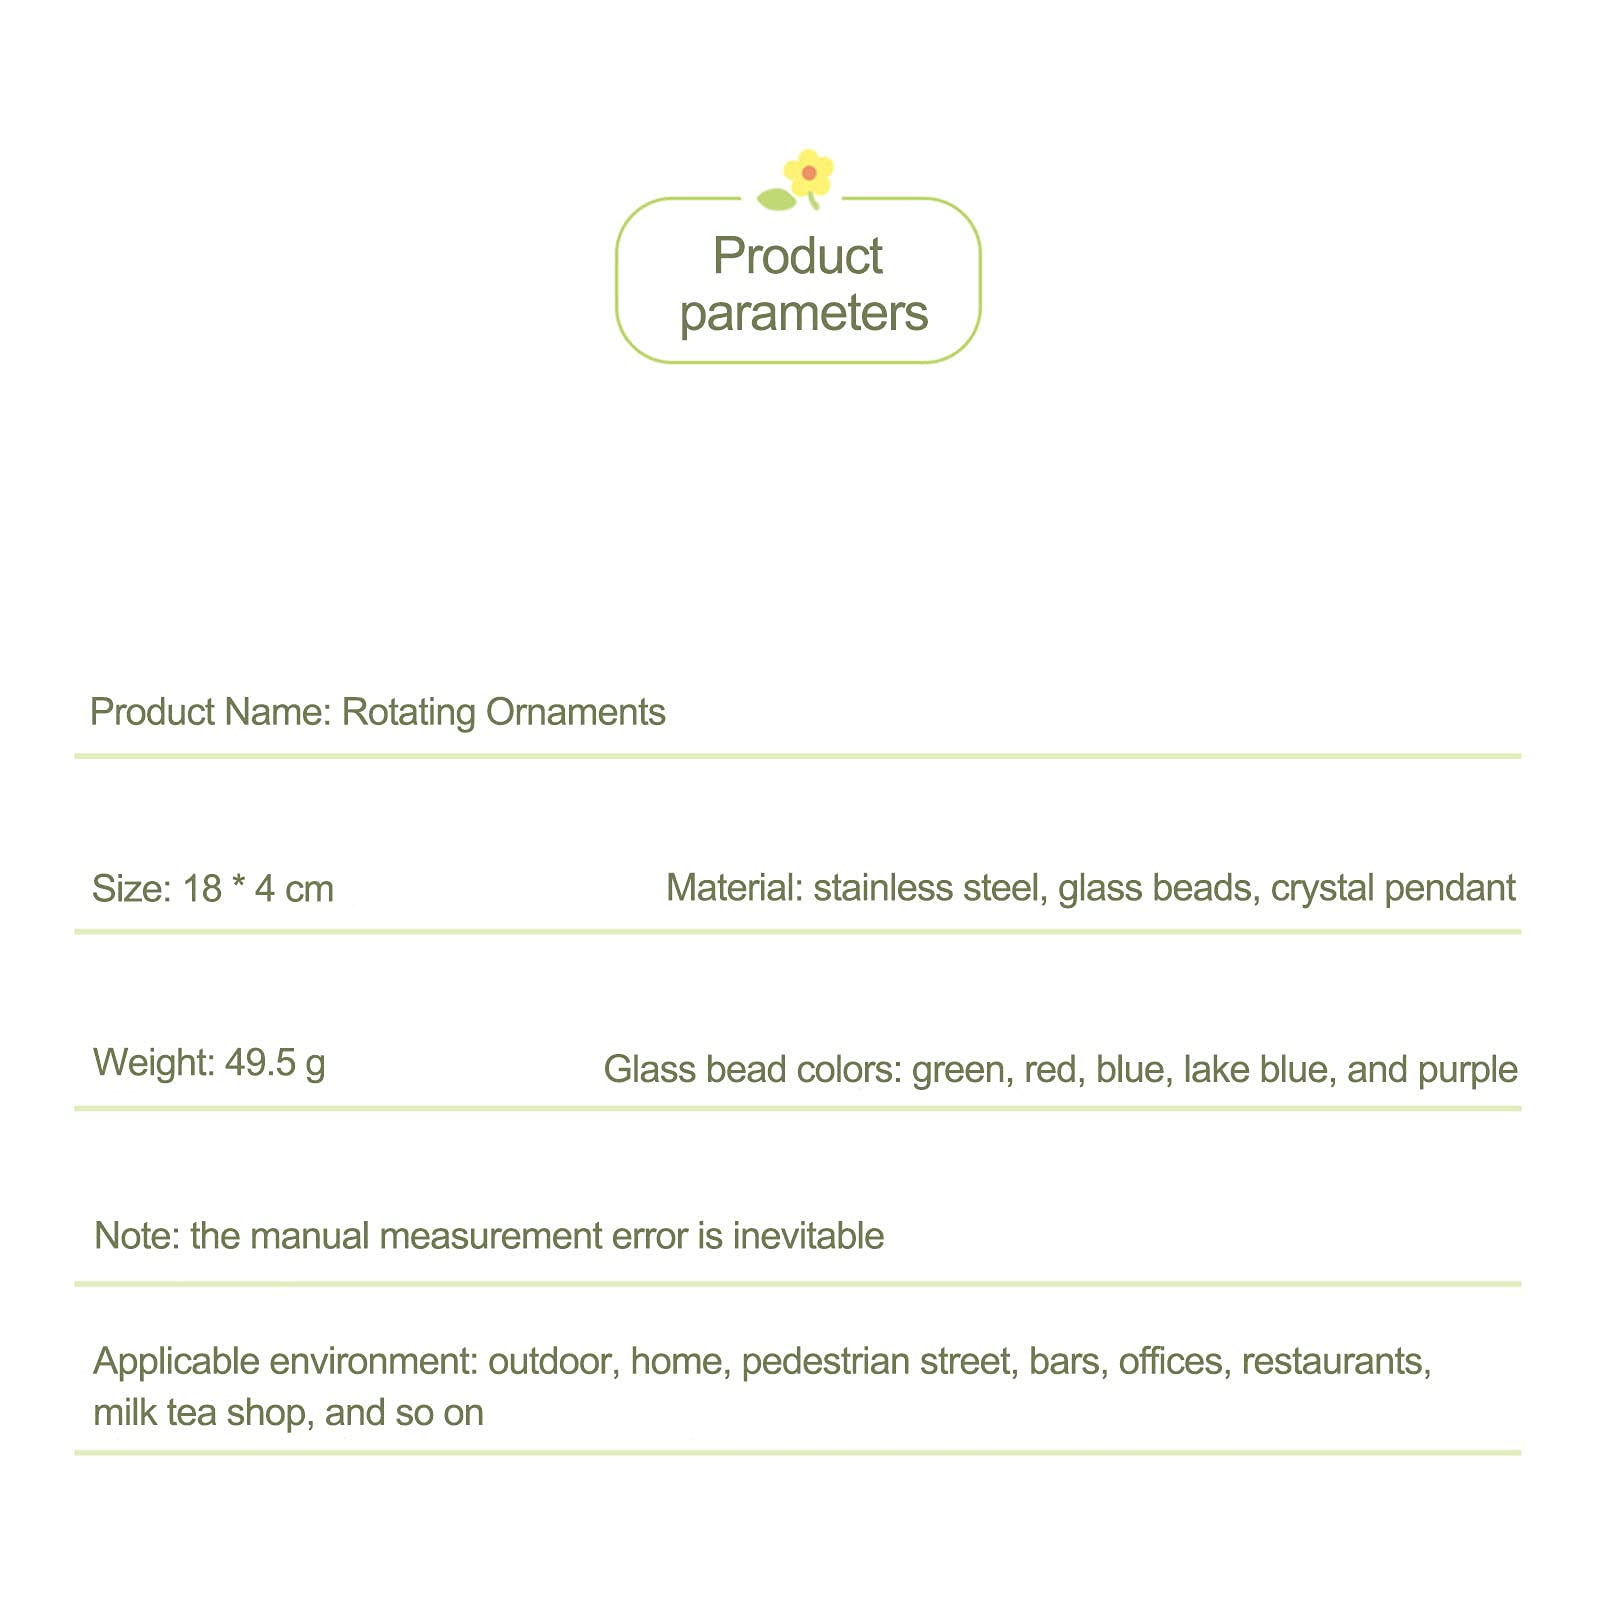 Product
parameters
Product Name: Rotating Ornaments
Size: 18 * 4 cm
Material: stainless steel, glass beads, crystal pendant
Weight: 49.5 g
Glass bead colors: green, red, blue, lake blue, and purple
Note: the manual measurement error is inevitable
Applicable environment: outdoor, home, pedestrian street, bars, offices, restaurants,
milk tea shop, and so on